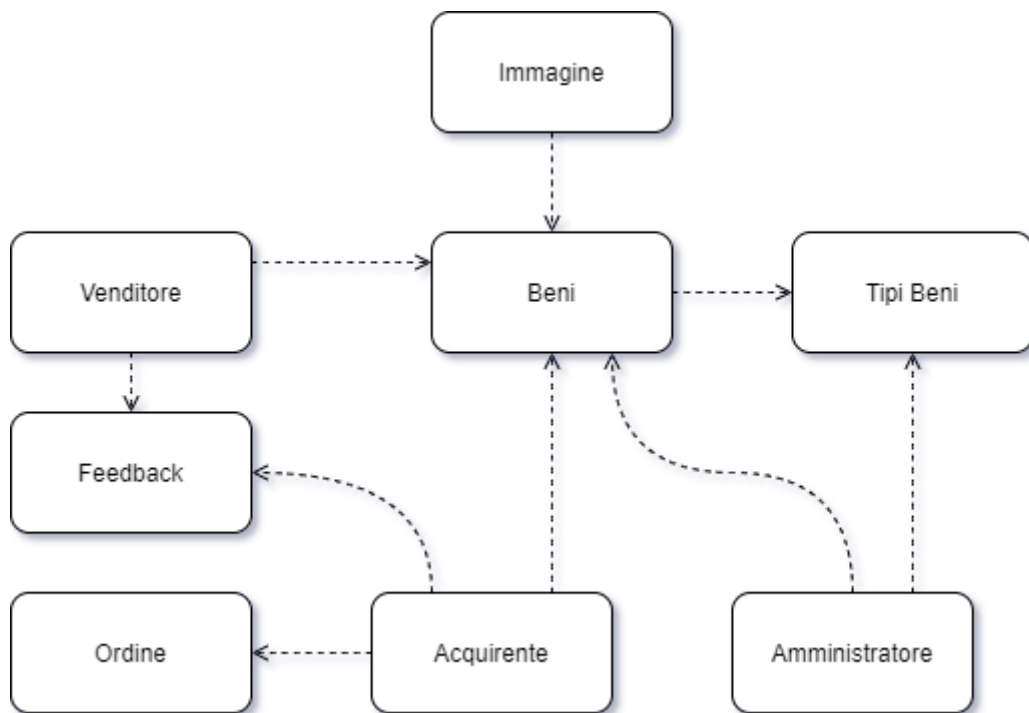 Immagine
Venditore
Beni
Tipi Beni
Feedback
Ordine
Acquirente
Amministratore